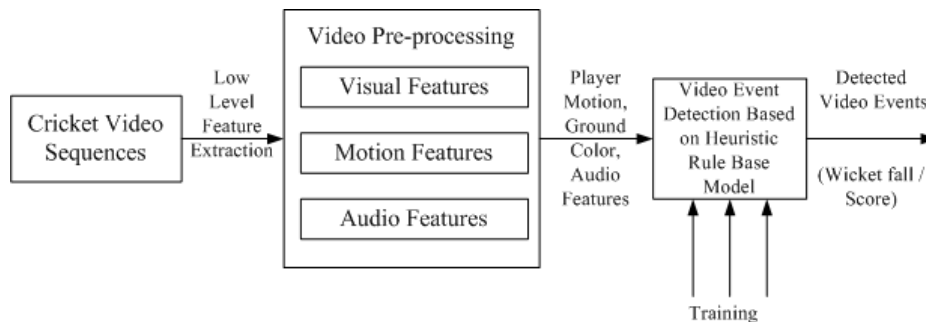 Cricket Video
Sequences
Low
Level
Feature
Extraction
Video Pre-processing
Visual Features
Motion Features
Audio Features
Player
Motion,
Ground
Color,
Audio
Features
Video Event
Detection Based
on Heuristic
Rule Base
Model
Training
Detected
Video Events
(Wicket fall /
Score)